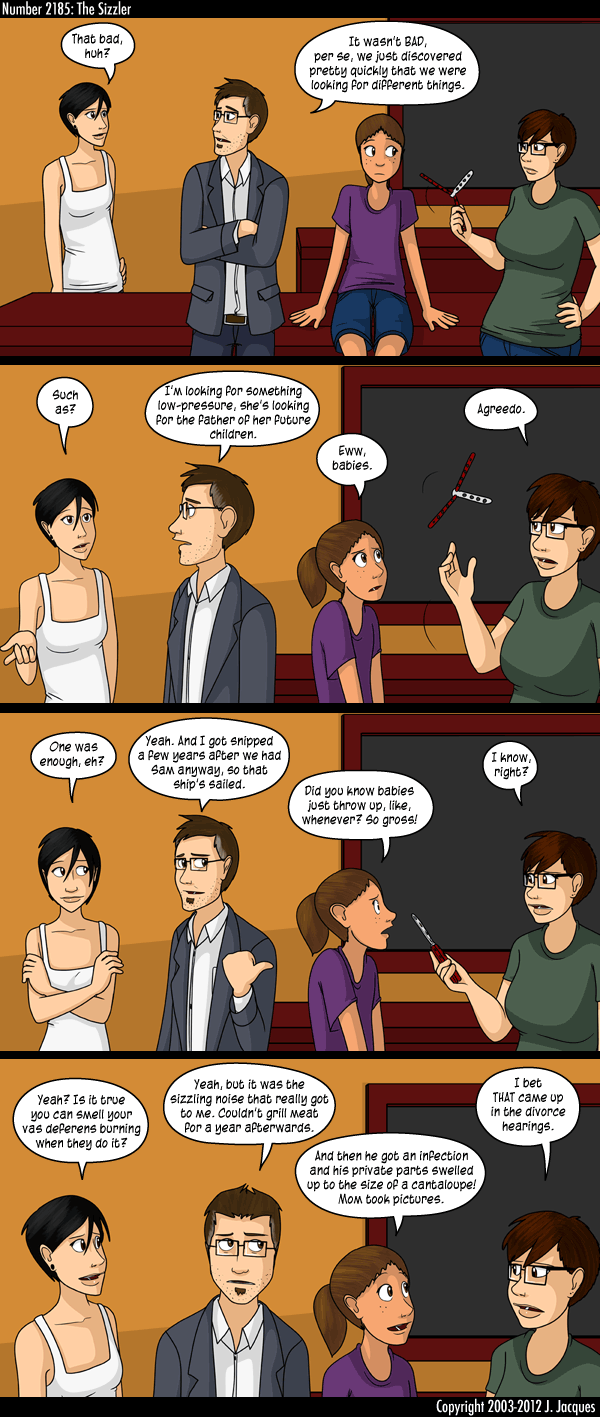 Number 2185: The Sizzler
That bad,
huh?
It wasn't BAD,
per se, we just discovered
pretty quickly that we were
looking for different things.
Such
as?
I'm looking for something
low-pressure, she's looking
for the father of her future
children.
Eww,
babies.
Agreedo.
One was
enough, eh?
Yeah. And I got snipped
a few years after we had
Sam anyway, so that
ship's sailed.
Did you know babies
just throw up, like,
whenever? So gross!
I know,
right?
Yeah? Is it true
you can smell your
vas deferens burning
when they do it?
Yeah, but it was the
sizzling noise that really got
to me. Couldn't grill meat
for a year afterwards.
And then he got an infection
and his private parts swelled
up to the size of a cantaloupe!
Mom took pictures.
I bet
THAT came up
in the divorce
hearings.
Copyright 2003-2012 J. Jacques